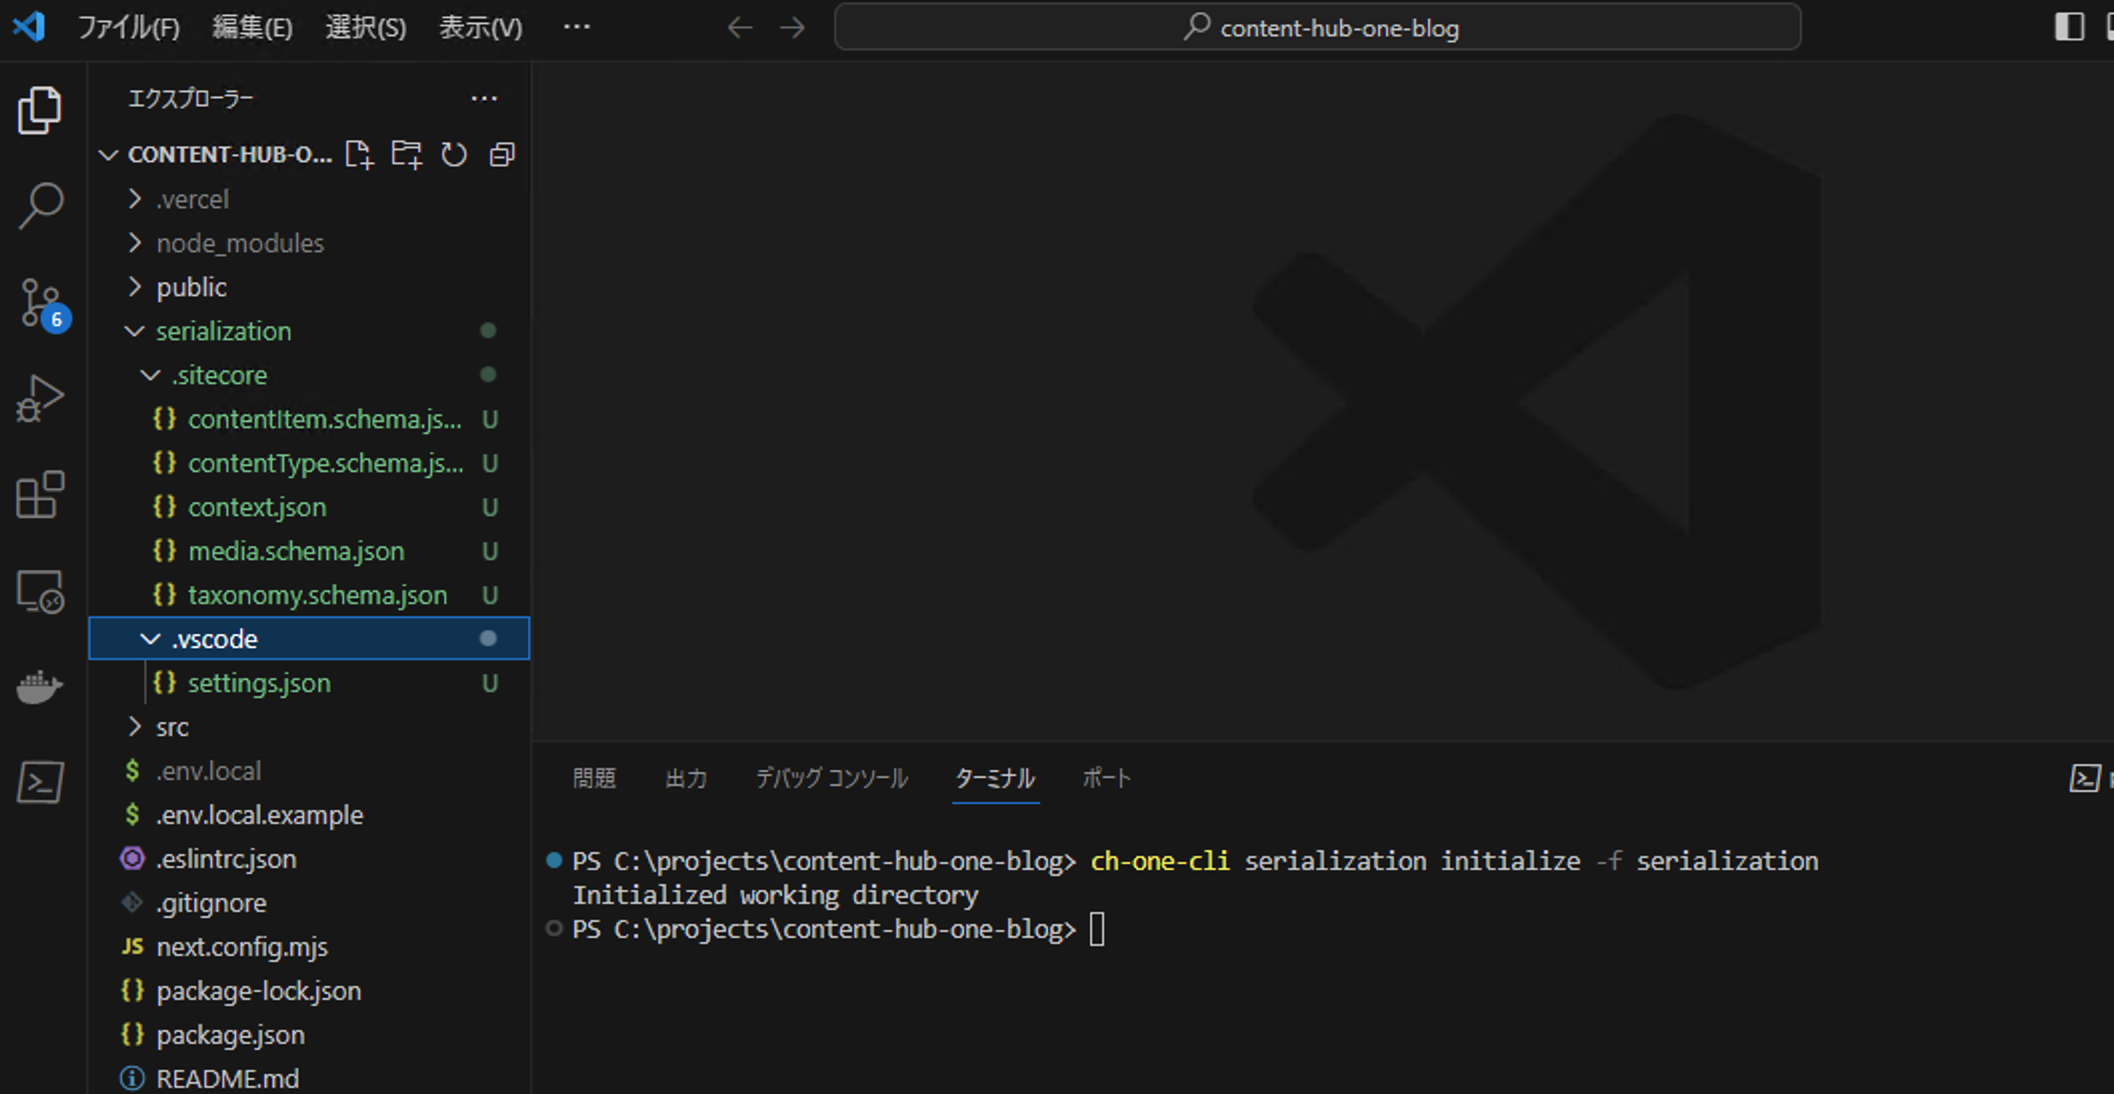 ファイル(F) 編集(E) 選択(S) 表示(V) ··· content-hub-one-blog
エクスプローラー ···
CONTENT-HUB-O...
.vercel
node_modules
public
6
serialization
.sitecore
{} contentItem.schema.js... U
{} contentType.schema.js... U
{} context.json U
{} media.schema.json U
{} taxonomy.schema.json U
.vscode
{} settings.json U
src
$ .env.local
$ .env.local.example
.eslintrc.json
.gitignore
JS next.config.mjs
{} package-lock.json
{} package.json
README.md
問題 出力 デバッグ コンソール ターミナル ポート
PS C:\projects\content-hub-one-blog> ch-one-cli serialization initialize -f serialization
Initialized working directory
PS C:\projects\content-hub-one-blog>